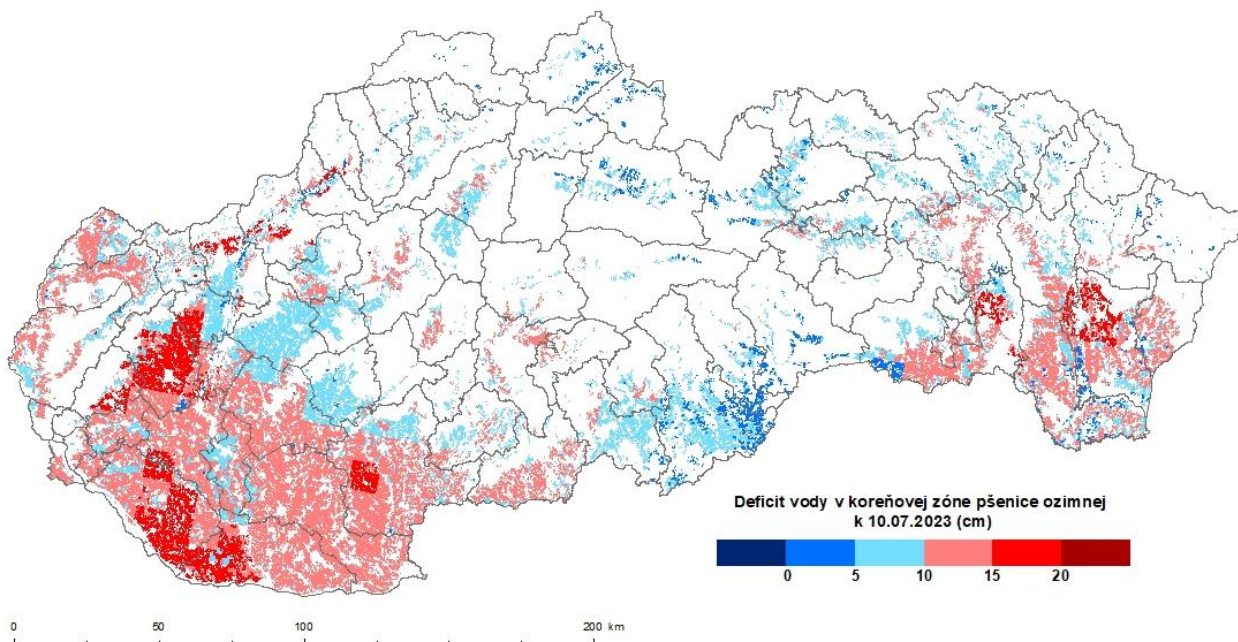 Deficit vody v koreňovej zóne pšenice ozimnej
k 10.07.2023 (cm)
0 5 10 15 20
0 50 100 200 km